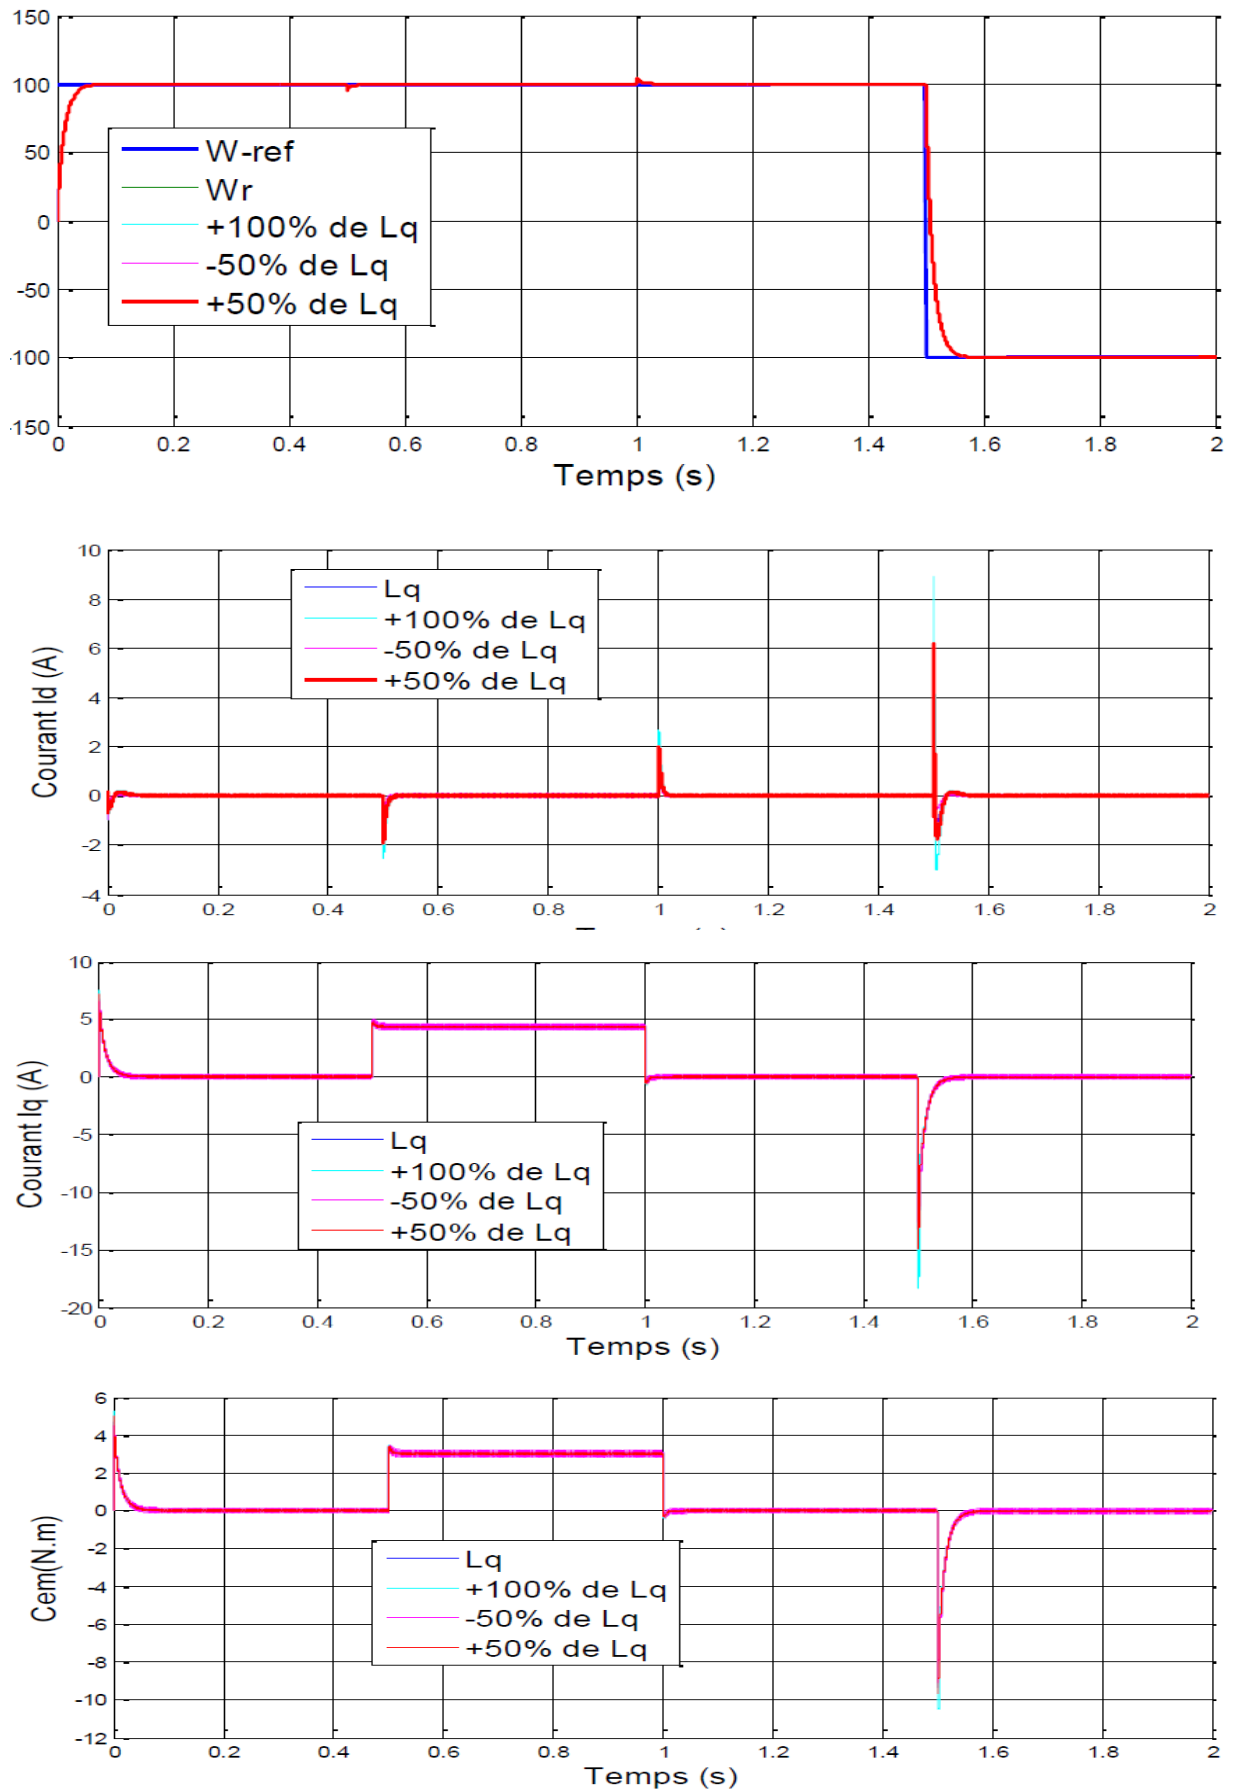 150
100
50
0
-50
-100
-150
W-ref
Wr
+100% de Lq
-50% de Lq
+50% de Lq
0 0.2 0.4 0.6 0.8 1 1.2 1.4 1.6 1.8 2
Temps (s)
Courant Id (A)
10
8
6
4
2
0
-2
-4
Lq
+100% de Lq
-50% de Lq
+50% de Lq
0 0.2 0.4 0.6 0.8 1 1.2 1.4 1.6 1.8 2
Courant Iq (A)
10
5
0
-5
-10
-15
-20
Lq
+100% de Lq
-50% de Lq
+50% de Lq
0 0.2 0.4 0.6 0.8 1 1.2 1.4 1.6 1.8 2
Temps (s)
Cem(N.m)
6
4
2
0
-2
-4
-6
-8
-10
-12
Lq
+100% de Lq
-50% de Lq
+50% de Lq
0 0.2 0.4 0.6 0.8 1 1.2 1.4 1.6 1.8 2
Temps (s)